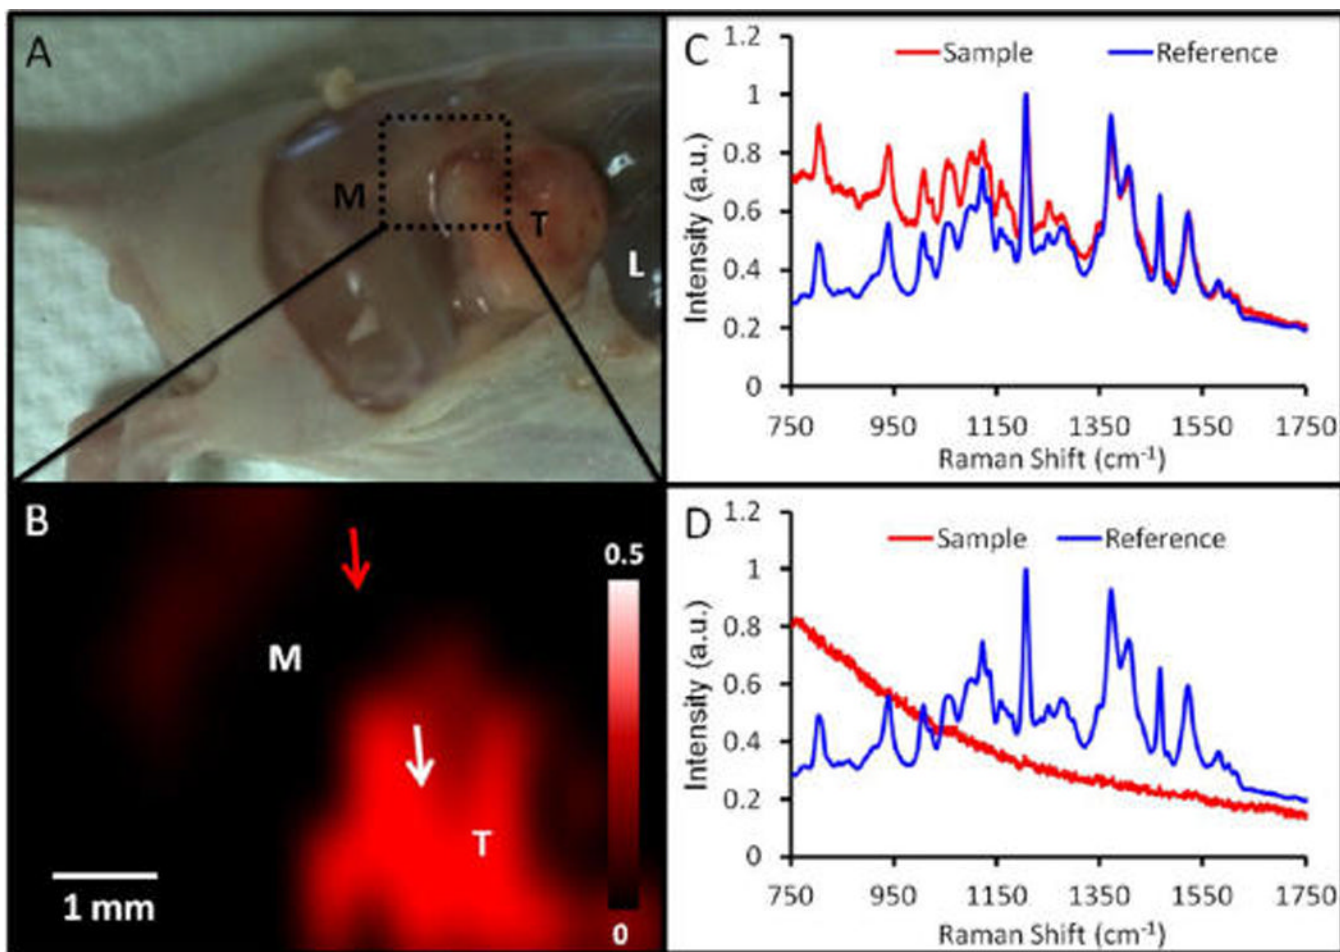 A
M
T
L
B
M
T
0.5
0
1 mm
C
Sample
Reference
Intensity (a.u.)
1.2
1
0.8
0.6
0.4
0.2
0
750 950 1150 1350 1550 1750
Raman Shift (cm⁻¹)
D
Sample
Reference
Intensity (a.u.)
1.2
1
0.8
0.6
0.4
0.2
0
750 950 1150 1350 1550 1750
Raman Shift (cm⁻¹)